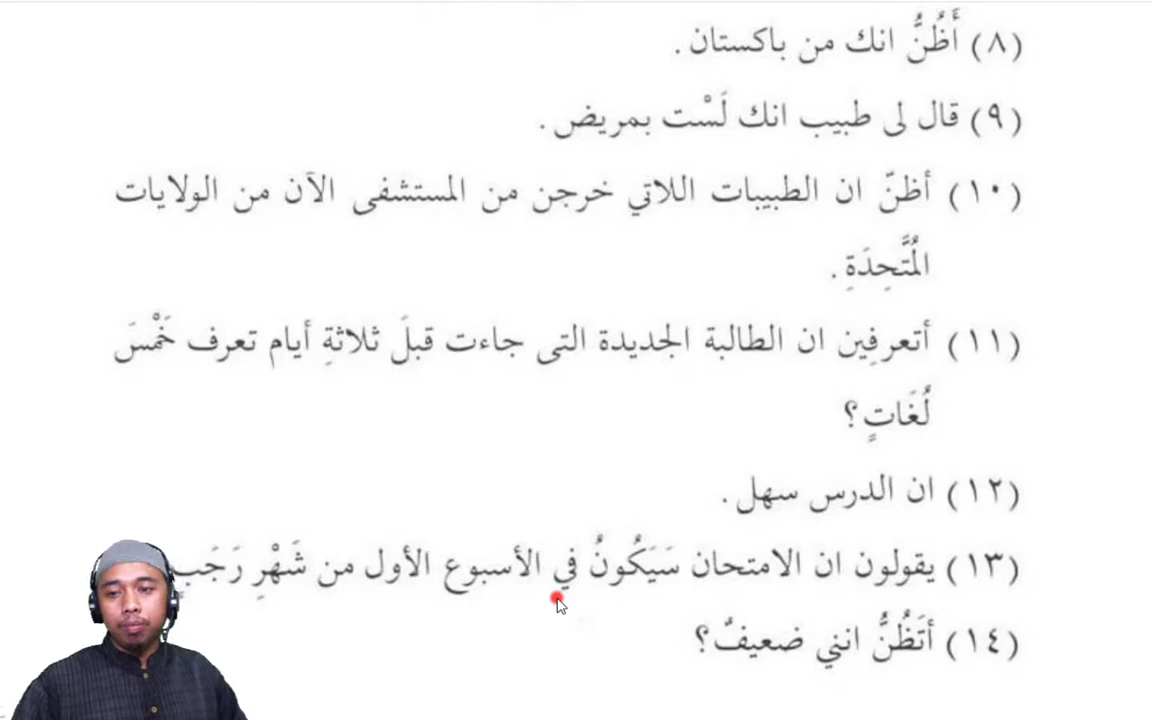 (٨) أَظُنُّ انك من باكستان.
(٩) قال لى طبيب انك لَسْت بمريض.
(١٠) أظنّ ان الطبيبات اللاتي خرجن من المستشفى الآن من الولايات
المُتَّحِدَةِ.
(١١) أتعرفِين ان الطالبة الجديدة التى جاءت قبلَ ثلاثةِ أيام تعرف خَمْسَ
لُغَاتٍ؟
(١٢) ان الدرس سهل.
(١٣) يقولون ان الامتحان سَيَكُونُ فِي الأسبوع الأول من شَهْرِ رَجَبٍ
(١٤) أتَظُنُّ انني ضعيفٌ؟